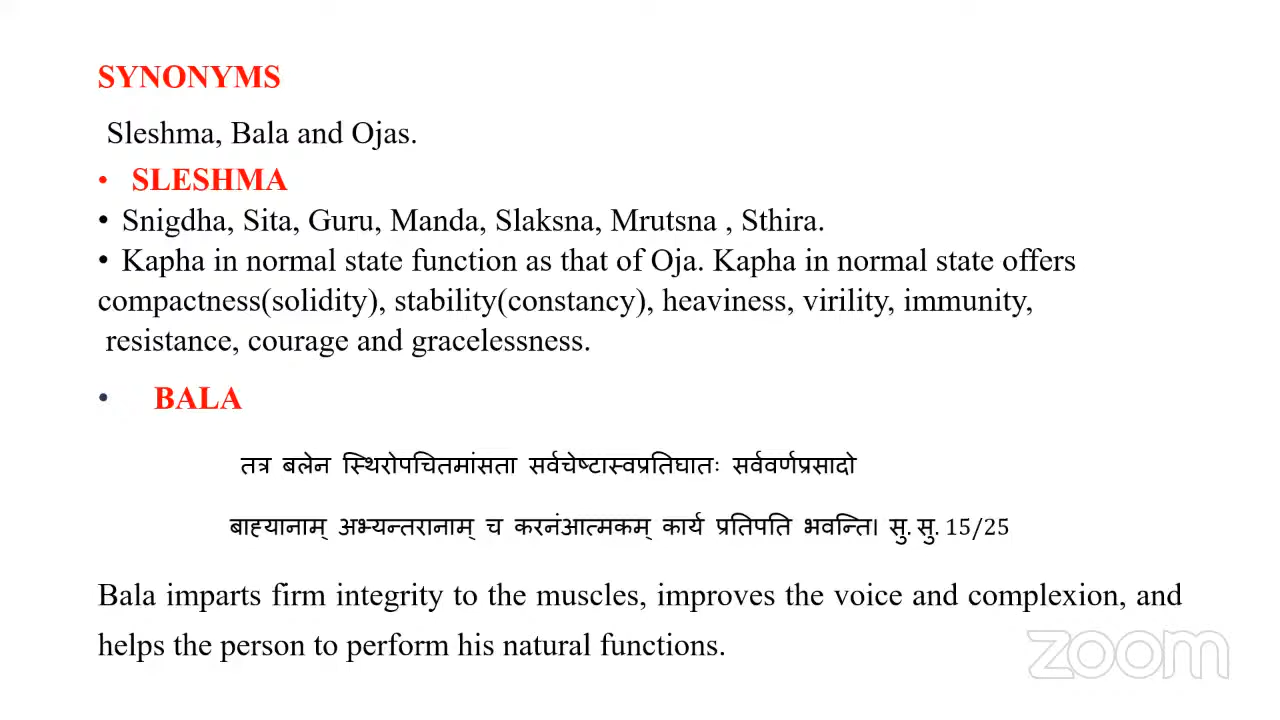 SYNONYMS
Sleshma, Bala and Ojas.
• SLESHMA
• Snigdha, Sita, Guru, Manda, Slaksna, Mrutsna , Sthira.
• Kapha in normal state function as that of Oja. Kapha in normal state offers
compactness(solidity), stability(constancy), heaviness, virility, immunity,
resistance, courage and gracelessness.
• BALA
तत्र बलेन स्थिरोपचितमांसता सर्वचेष्टास्वप्रतिघातः सर्ववर्णप्रसादो
बाह्यानाम् अभ्यन्तरानाम् च करनंआत्मकम् कार्य प्रतिपति भवन्ति। सु. सु. 15/25
Bala imparts firm integrity to the muscles, improves the voice and complexion, and
helps the person to perform his natural functions.
zoom